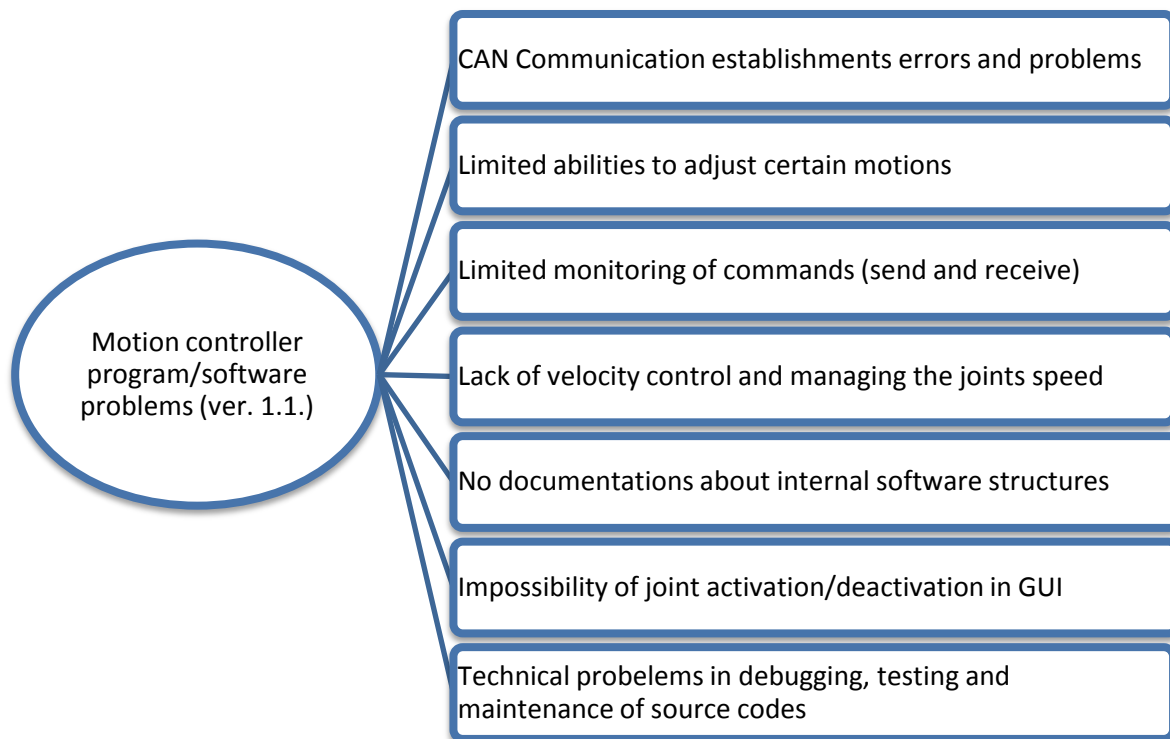 CAN Communication establishments errors and problems
Limited abilities to adjust certain motions
Limited monitoring of commands (send and receive)
Motion controller
program/software
problems (ver. 1.1.)
Lack of velocity control and managing the joints speed
No documentations about internal software structures
Impossibility of joint activation/deactivation in GUI
Technical probelems in debugging, testing and
maintenance of source codes